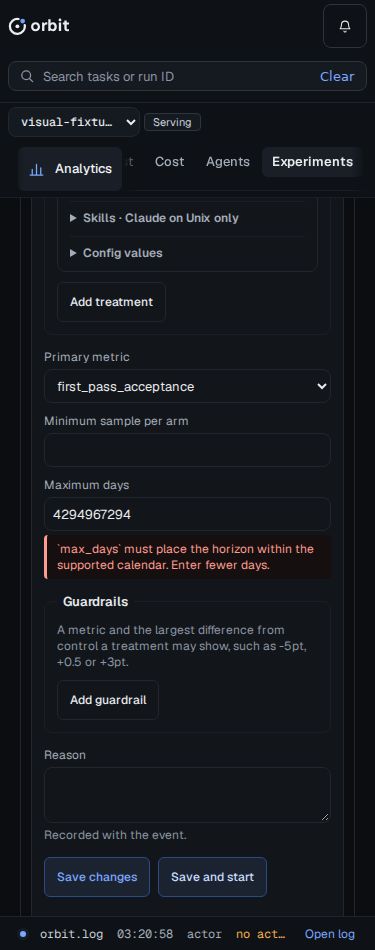 orbit
Search tasks or run ID Clear
visual-fixtu… Serving
Analytics Cost Agents Experiments
Skills · Claude on Unix only
Config values
Add treatment
Primary metric
first_pass_acceptance
Minimum sample per arm
Maximum days
4294967294
`max_days` must place the horizon within the
supported calendar. Enter fewer days.
Guardrails
A metric and the largest difference from
control a treatment may show, such as -5pt,
+0.5 or +3pt.
Add guardrail
Reason
Recorded with the event.
Save changes Save and start
orbit.log 03:20:58 actor no act… Open log